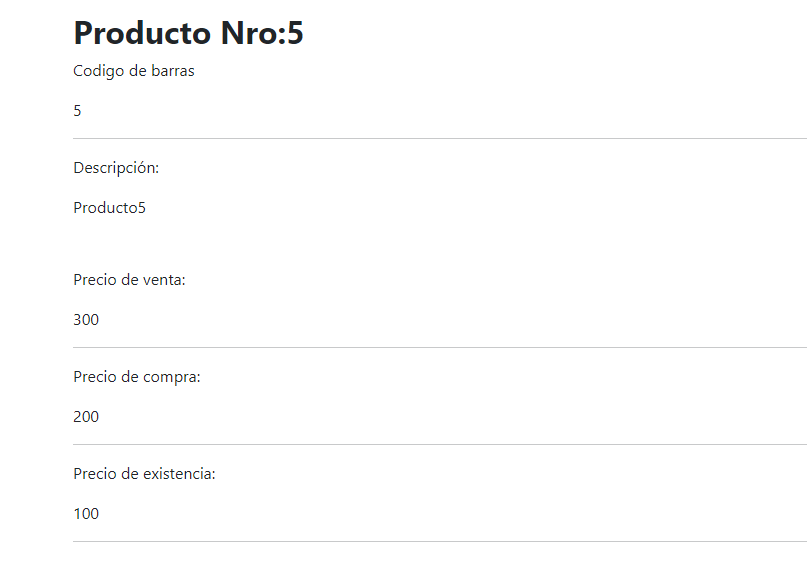 Producto Nro:5
Codigo de barras
5
Descripción:
Producto5
Precio de venta:
300
Precio de compra:
200
Precio de existencia:
100